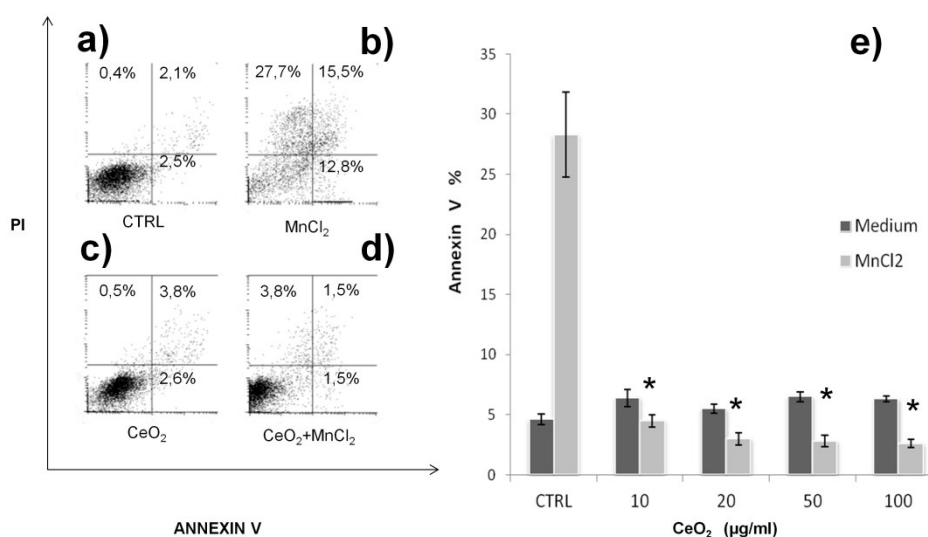 a)
0,4% 2,1%
2,5%
CTRL
b)
27,7% 15,5%
12,8%
MnCl₂
c)
0,5% 3,8%
2,6%
CeO₂
d)
3,8% 1,5%
1,5%
CeO₂+MnCl₂
PI
ANNEXIN V
e)
Annexin V %
35
30
25
20
15
10
5
0
Medium
MnCl2
* * * *
CTRL 10 20 50 100
CeO₂ (µg/ml)